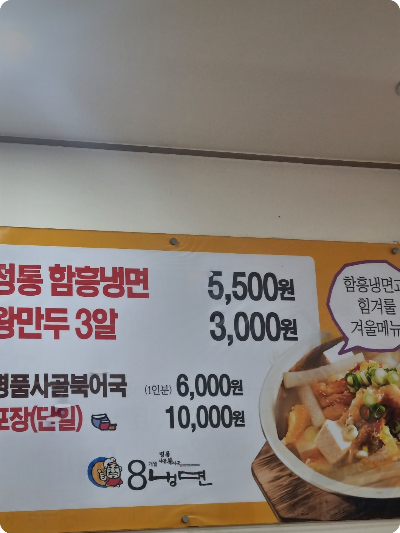 정통 함흥냉면 5,500원
왕만두 3알 3,000원
명품사골북어국 (1인분) 6,000원
포장(단일) 10,000원
8냉면
함흥냉면과
힘겨룰
겨울메뉴